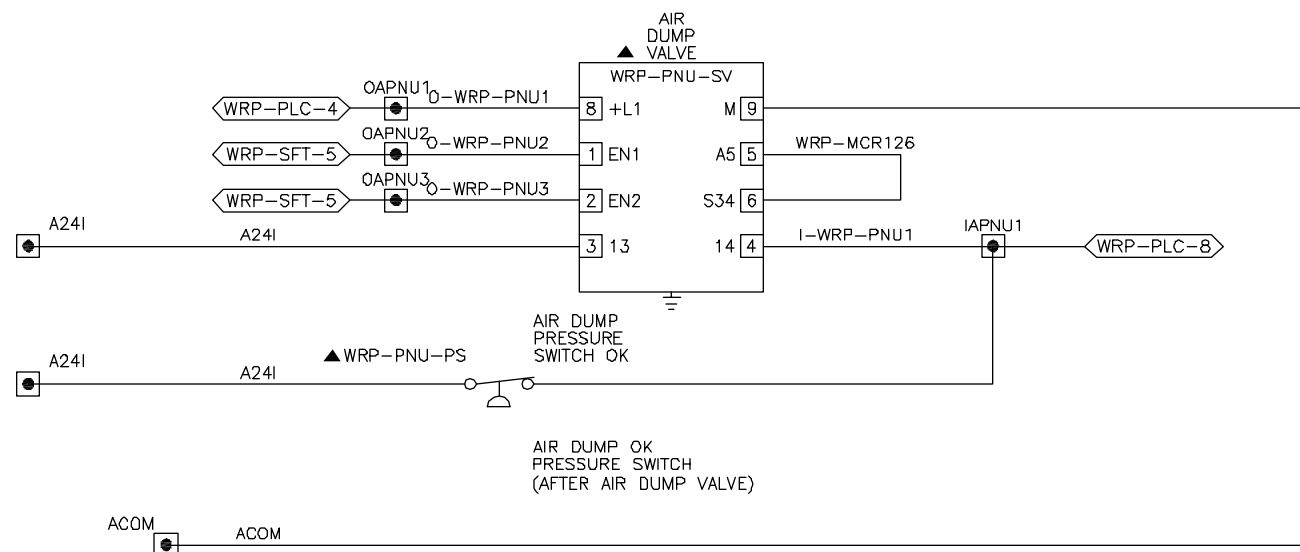 AIR
DUMP
VALVE
WRP-PNU-SV
WRP-PLC-4 OAPNU1 O-WRP-PNU1 8 +L1 M 9
WRP-SFT-5 OAPNU2 O-WRP-PNU2 1 EN1 A5 5 WRP-MCR126
WRP-SFT-5 OAPNU3 O-WRP-PNU3 2 EN2 S34 6
A24I A24I 3 13 14 4 I-WRP-PNU1 IAPNU1 WRP-PLC-8
AIR DUMP
PRESSURE
SWITCH OK
A24I A24I WRP-PNU-PS
AIR DUMP OK
PRESSURE SWITCH
(AFTER AIR DUMP VALVE)
ACOM ACOM